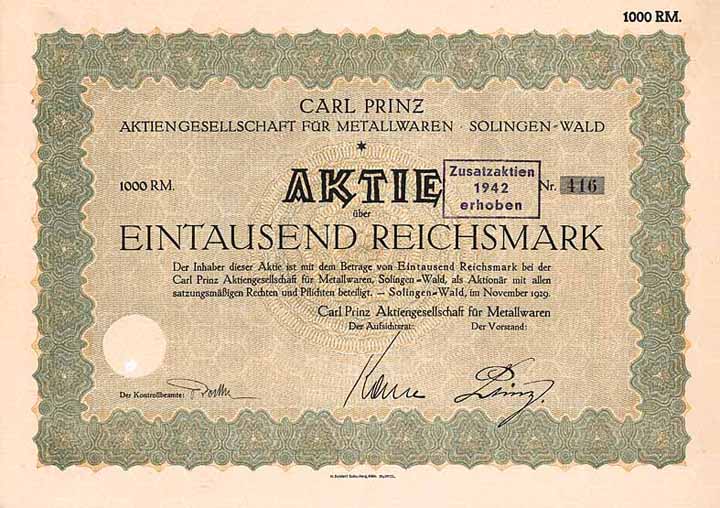 1000 RM.
CARL PRINZ
AKTIENGESELLSCHAFT FÜR METALLWAREN · SOLINGEN-WALD
1000 RM.
AKTIE
Zusatzaktien
1942
erhoben
Nr. 416
über
EINTAUSEND REICHSMARK
Der Inhaber dieser Aktie ist mit dem Betrage von Eintausend Reichsmark bei der
Carl Prinz Aktiengesellschaft für Metallwaren, Solingen-Wald, als Aktionär mit allen
satzungsmäßigen Rechten und Pflichten beteiligt. — Solingen-Wald, im November 1929.
Carl Prinz Aktiengesellschaft für Metallwaren
Der Aufsichtsrat: Der Vorstand:
Prinz.
Der Kontrollbeamte: